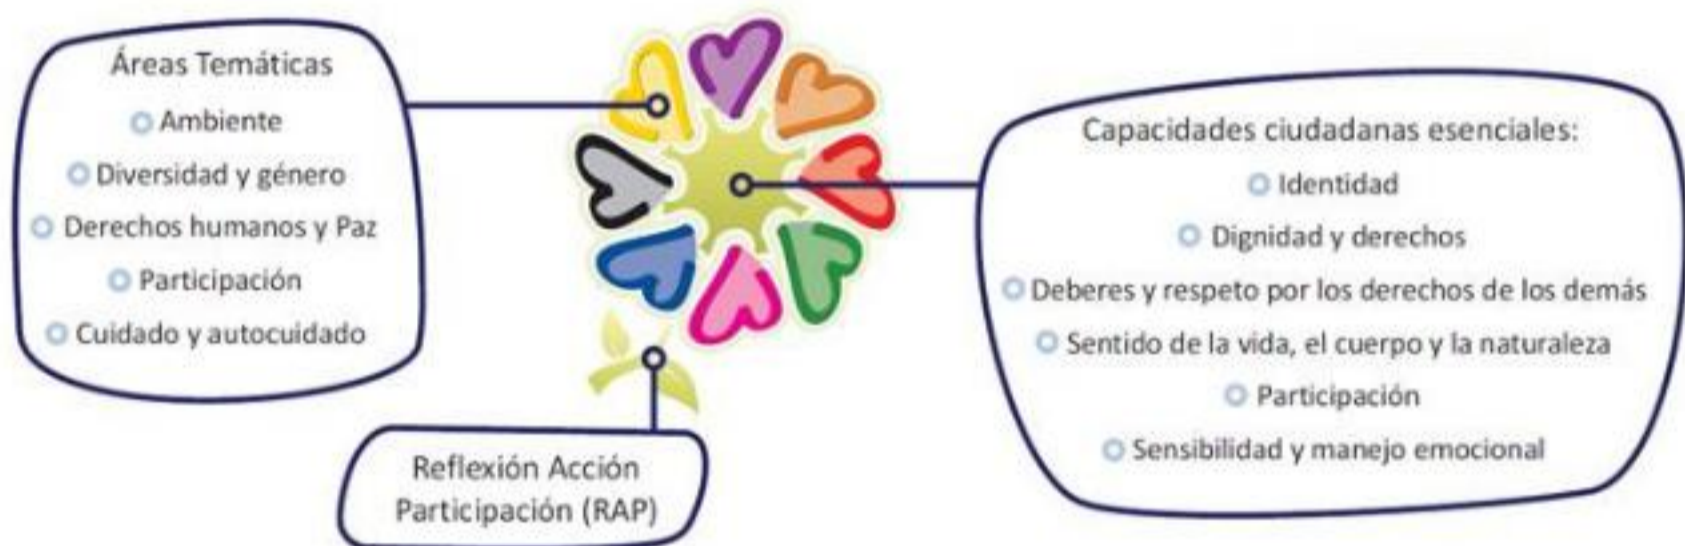 Áreas Temáticas
Ambiente
Diversidad y género
Derechos humanos y Paz
Participación
Cuidado y autocuidado
Reflexión Acción
Participación (RAP)
Capacidades ciudadanas esenciales:
Identidad
Dignidad y derechos
Deberes y respeto por los derechos de los demás
Sentido de la vida, el cuerpo y la naturaleza
Participación
Sensibilidad y manejo emocional